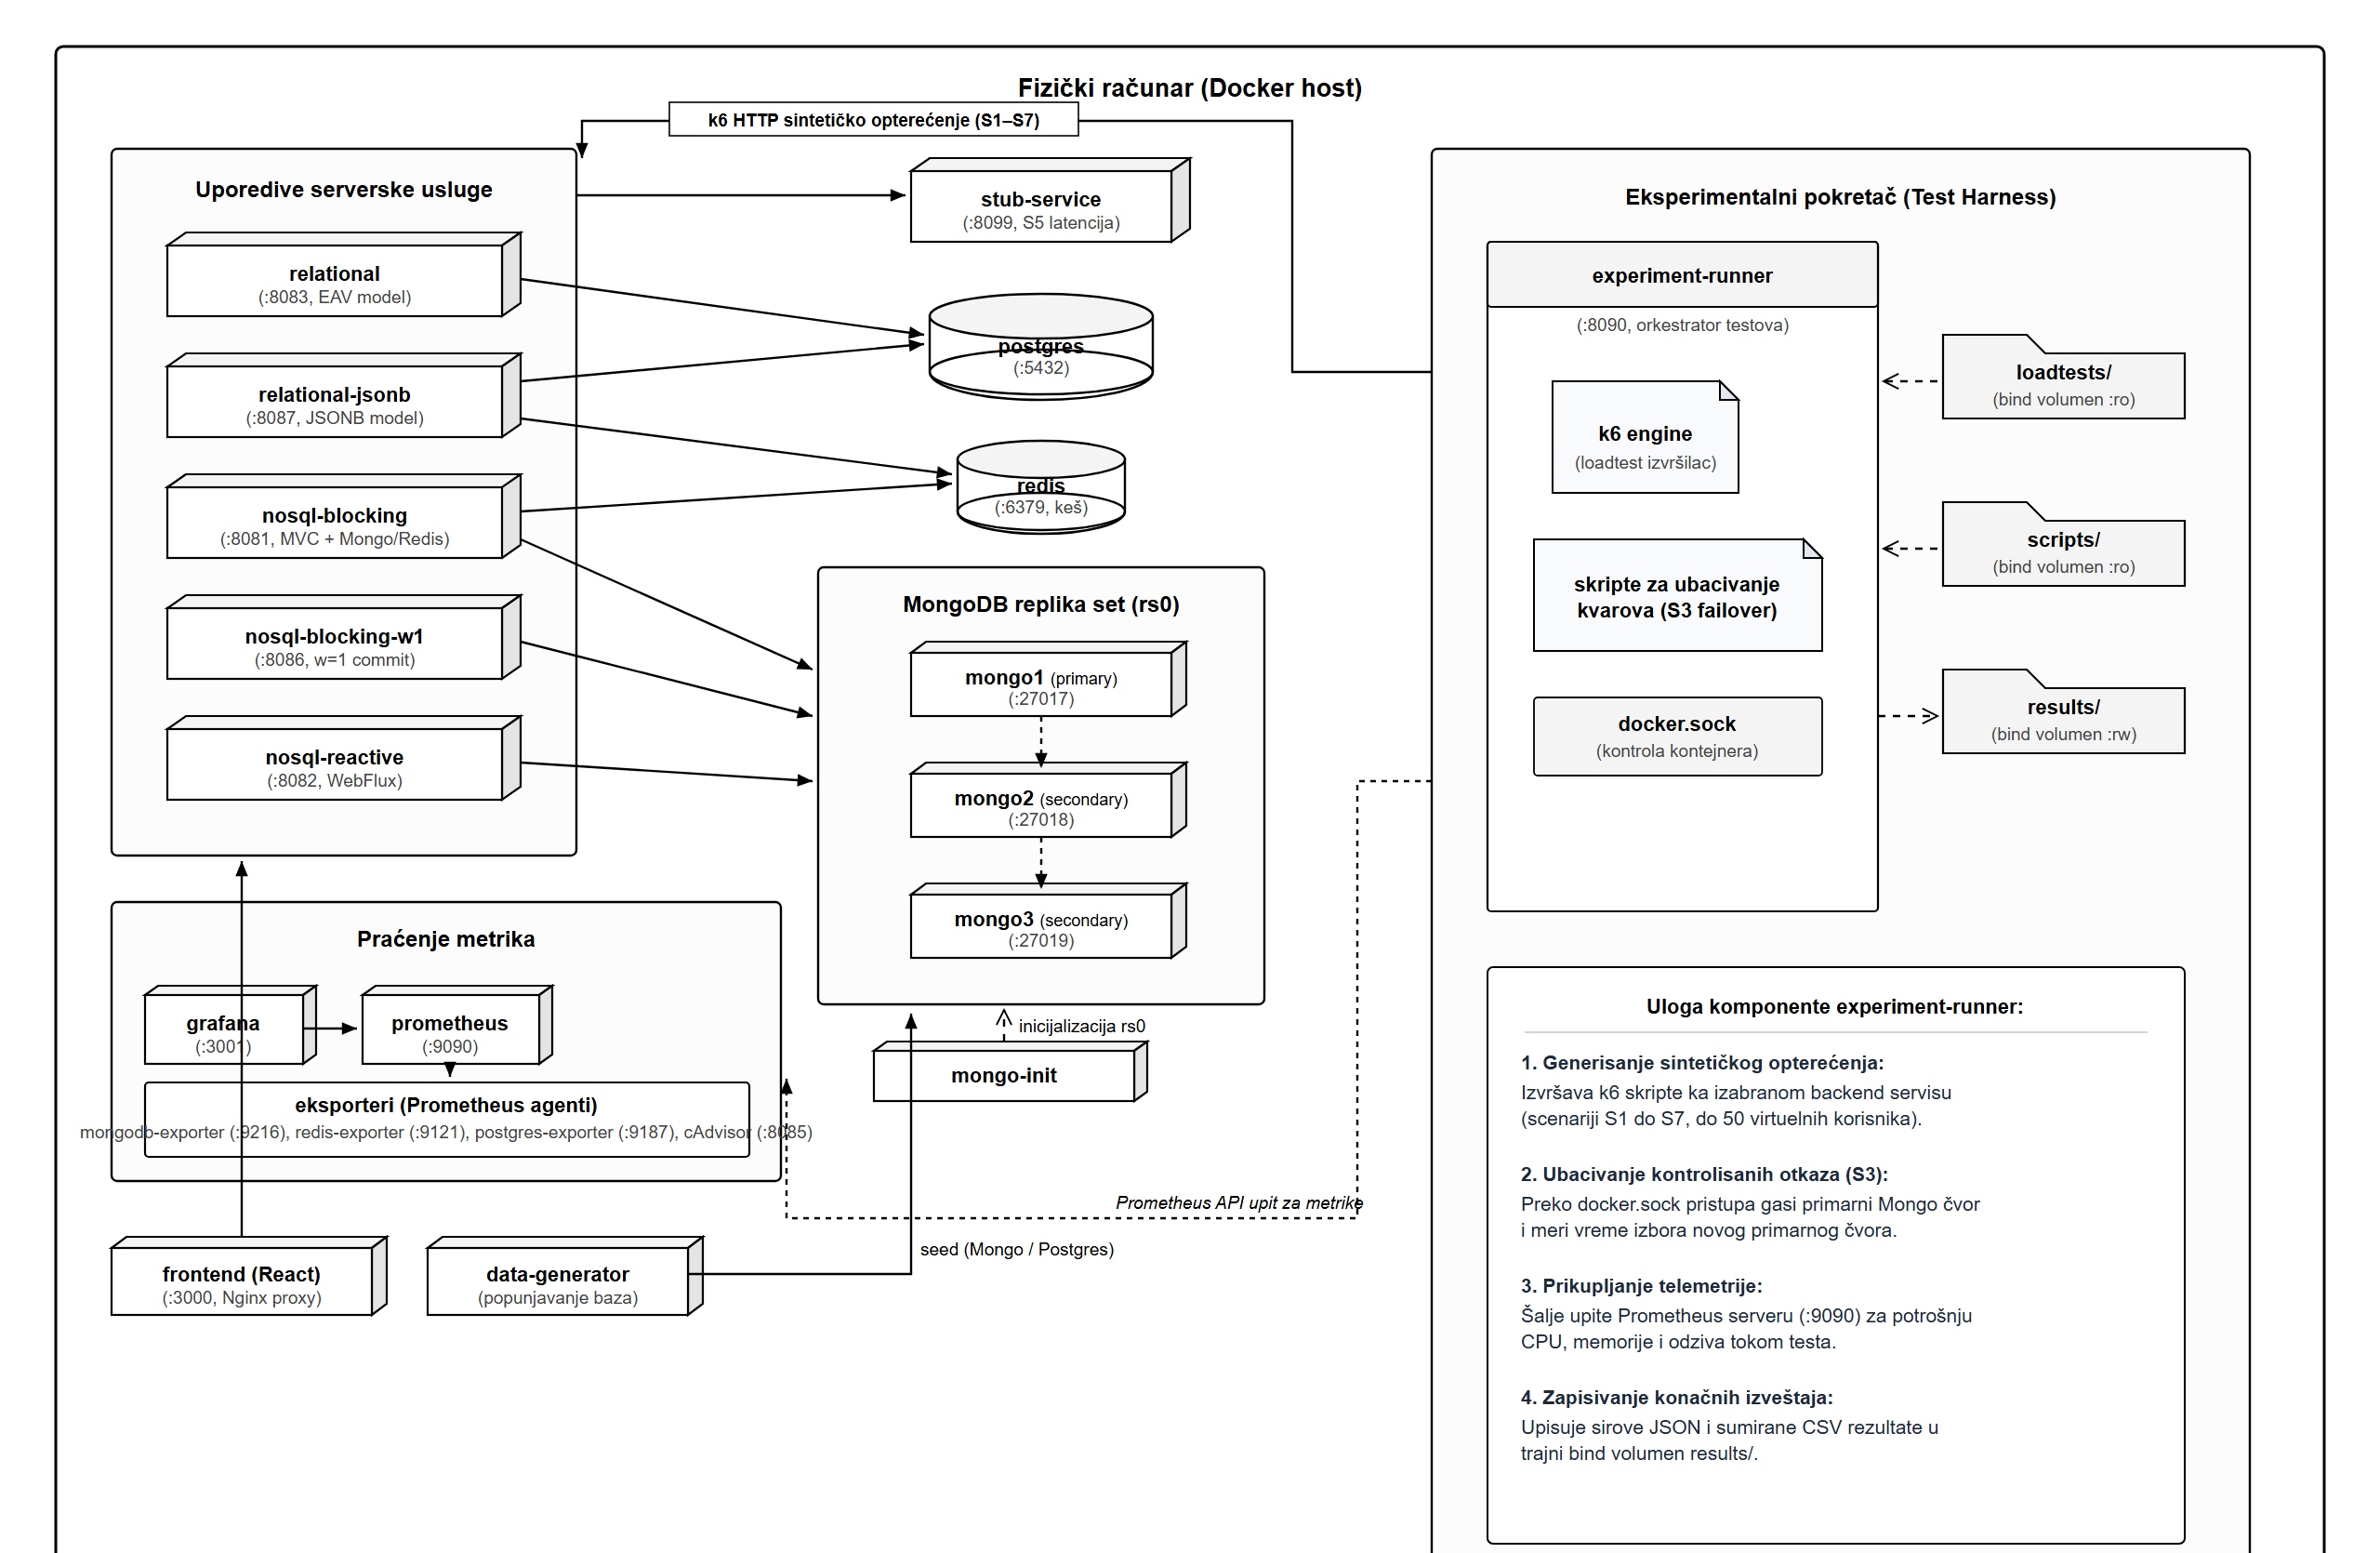 Fizički računar (Docker host)
k6 HTTP sintetičko opterećenje (S1–S7)
Uporedive serverske usluge
relational
(:8083, EAV model)
relational-jsonb
(:8087, JSONB model)
nosql-blocking
(:8081, MVC + Mongo/Redis)
nosql-blocking-w1
(:8086, w=1 commit)
nosql-reactive
(:8082, WebFlux)
stub-service
(:8099, S5 latencija)
postgres
(:5432)
redis
(:6379, keš)
MongoDB replika set (rs0)
mongo1 (primary)
(:27017)
mongo2 (secondary)
(:27018)
mongo3 (secondary)
(:27019)
inicijalizacija rs0
mongo-init
Praćenje metrika
grafana
(:3001)
prometheus
(:9090)
eksporteri (Prometheus agenti)
mongodb-exporter (:9216), redis-exporter (:9121), postgres-exporter (:9187), cAdvisor (:8085)
Prometheus API upit za metrike
seed (Mongo / Postgres)
frontend (React)
(:3000, Nginx proxy)
data-generator
(popunjavanje baza)
Eksperimentalni pokretač (Test Harness)
experiment-runner
(:8090, orkestrator testova)
k6 engine
(loadtest izvršilac)
skripte za ubacivanje
kvarova (S3 failover)
docker.sock
(kontrola kontejnera)
loadtests/
(bind volumen :ro)
scripts/
(bind volumen :ro)
results/
(bind volumen :rw)
Uloga komponente experiment-runner:
1. Generisanje sintetičkog opterećenja:
Izvršava k6 skripte ka izabranom backend servisu
(scenariji S1 do S7, do 50 virtuelnih korisnika).
2. Ubacivanje kontrolisanih otkaza (S3):
Preko docker.sock pristupa gasi primarni Mongo čvor
i meri vreme izbora novog primarnog čvora.
3. Prikupljanje telemetrije:
Šalje upite Prometheus serveru (:9090) za potrošnju
CPU, memorije i odziva tokom testa.
4. Zapisivanje konačnih izveštaja:
Upisuje sirove JSON i sumirane CSV rezultate u
trajni bind volumen results/.